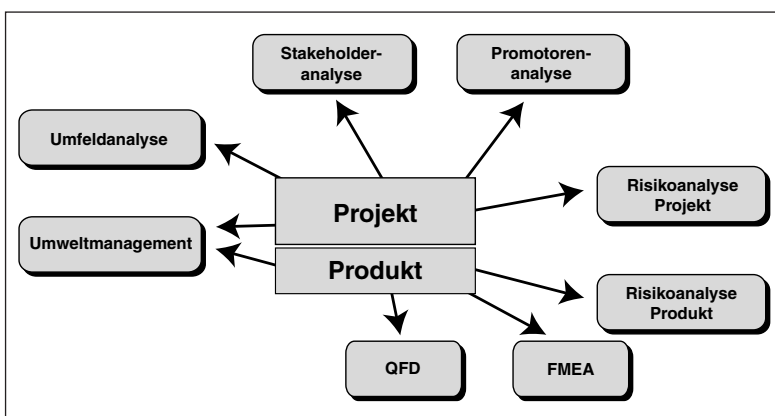 Stakeholder-
analyse
Promotoren-
analyse
Umfeldanalyse
Projekt
Risikoanalyse
Projekt
Umweltmanagement
Produkt
Risikoanalyse
Produkt
QFD
FMEA